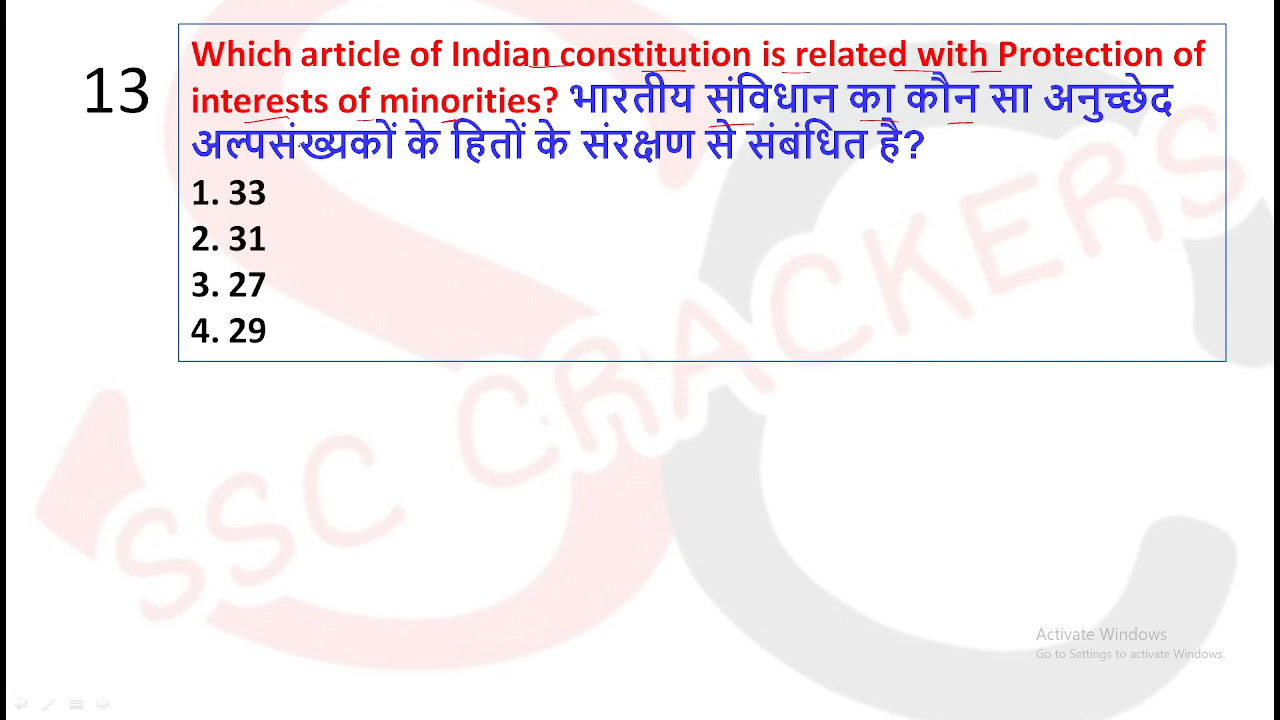 13
Which article of Indian constitution is related with Protection of
interests of minorities? भारतीय संविधान का कौन सा अनुच्छेद
अल्पसंख्यकों के हितों के संरक्षण से संबंधित है?
1. 33
2. 31
3. 27
4. 29
SSC CRACKERS
Activate Windows
Go to Settings to activate Windows.